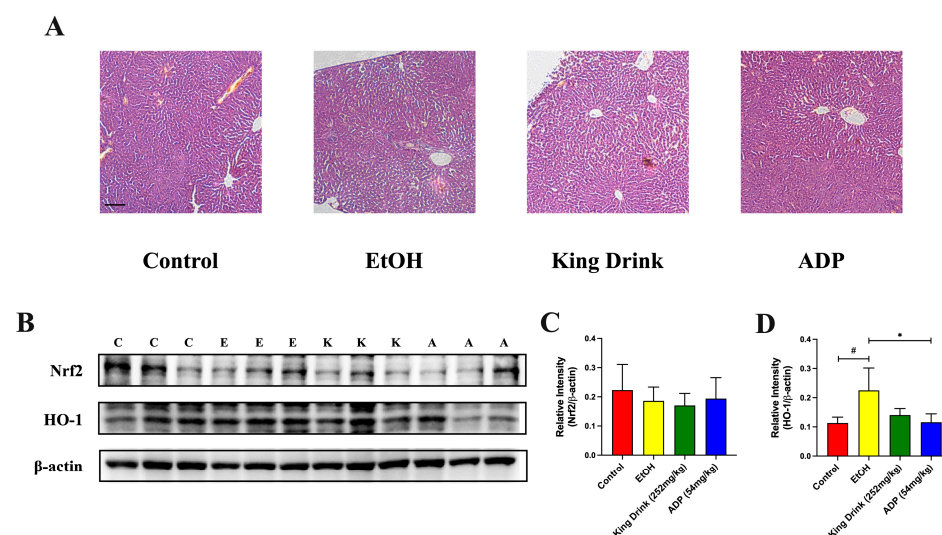 A
Control EtOH King Drink ADP
B
C C C E E E K K K A A A
Nrf2
HO-1
β-actin
C
Relative Intensity
(Nrf2/β-actin)
0.4
0.3
0.2
0.1
0.0
Control
EtOH
King Drink (252mg/kg)
ADP (54mg/kg)
D
Relative Intensity
(HO-1/β-actin)
0.4
0.3
0.2
0.1
0.0
#
*
Control
EtOH
King Drink (252mg/kg)
ADP (54mg/kg)